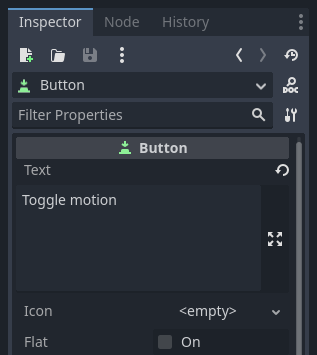 Inspector Node History
Button
DOC
Filter Properties
Button
Text
Toggle motion
Icon <empty>
Flat On